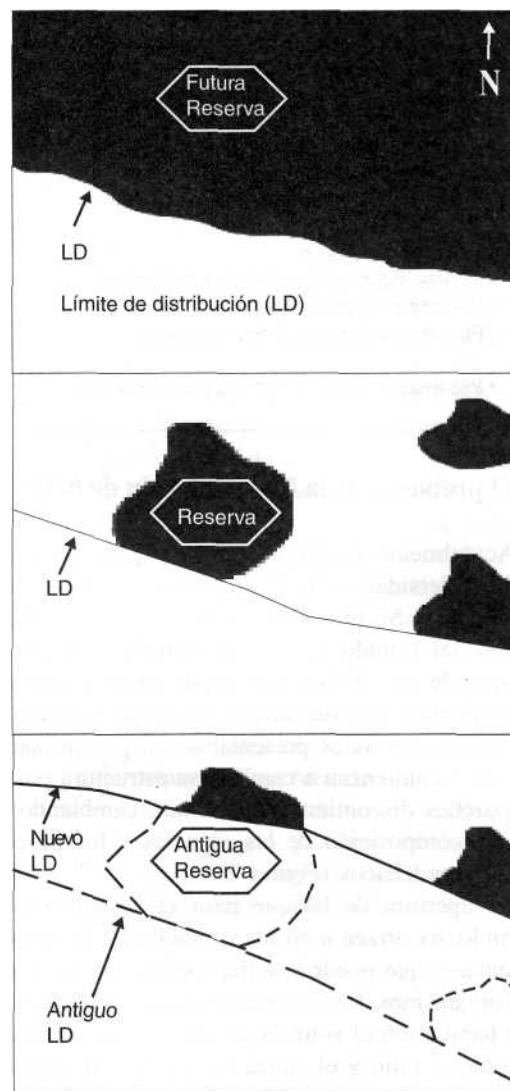 Futura
Reserva
N
LD
Límite de distribución (LD)
Reserva
LD
Nuevo
LD
Antigua
Reserva
Antiguo
LD